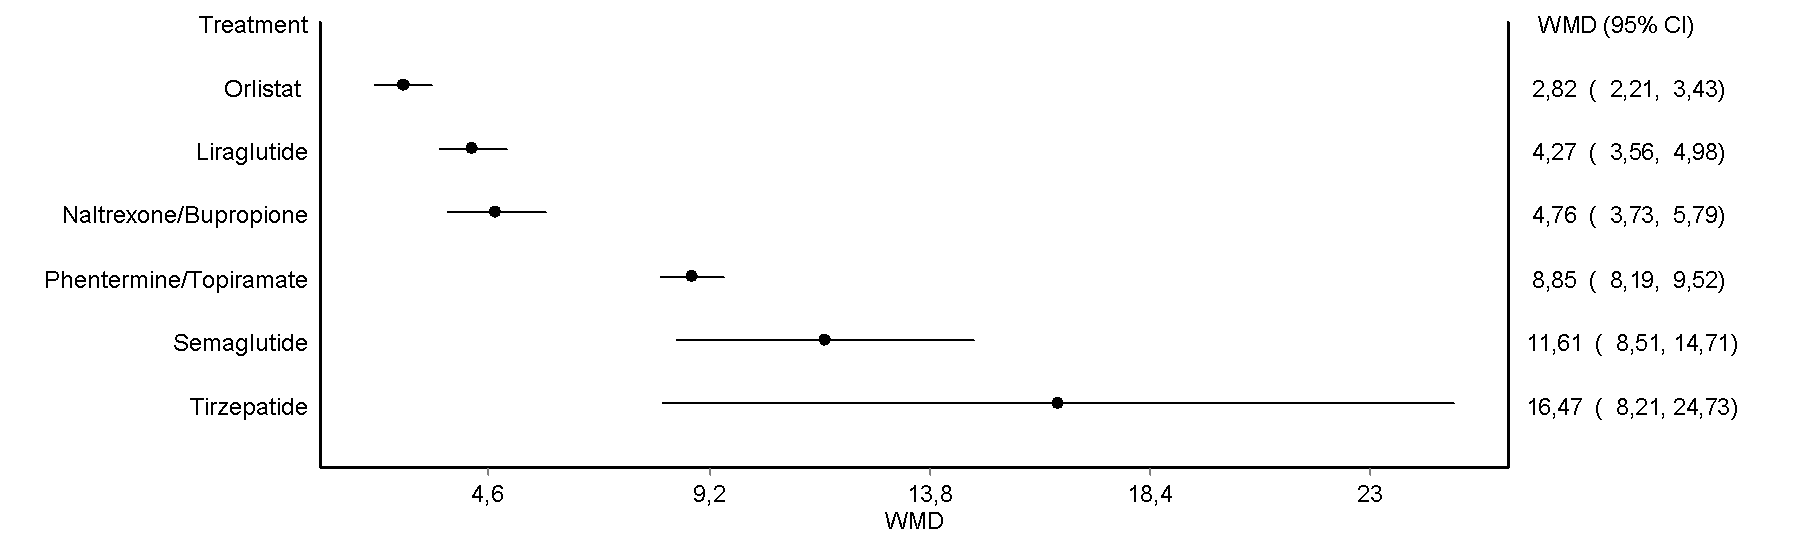 Treatment WMD (95% CI)
Orlistat 2,82 ( 2,21, 3,43)
Liraglutide 4,27 ( 3,56, 4,98)
Naltrexone/Bupropione 4,76 ( 3,73, 5,79)
Phentermine/Topiramate 8,85 ( 8,19, 9,52)
Semaglutide 11,61 ( 8,51, 14,71)
Tirzepatide 16,47 ( 8,21, 24,73)
4,6 9,2 13,8 18,4 23
WMD